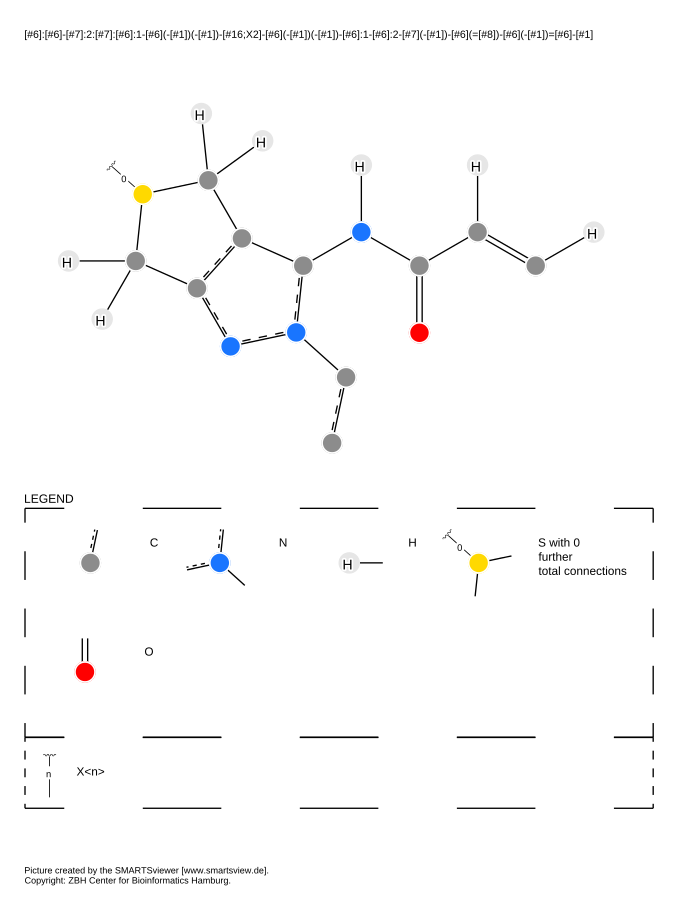 [#6]:[#6]-[#7]:2:[#7]:[#6]:1-[#6](-[#1])(-[#1])-[#16;X2]-[#6](-[#1])(-[#1])-[#6]:1-[#6]:2-[#7](-[#1])-[#6](=[#8])-[#6](-[#1])=[#6]-[#1]
H
H
0
H
H
H
H
H
LEGEND
C
N
H
H
0
S with 0
further
total connections
O
n
X<n>
Picture created by the SMARTSviewer [www.smartsview.de].
Copyright: ZBH Center for Bioinformatics Hamburg.